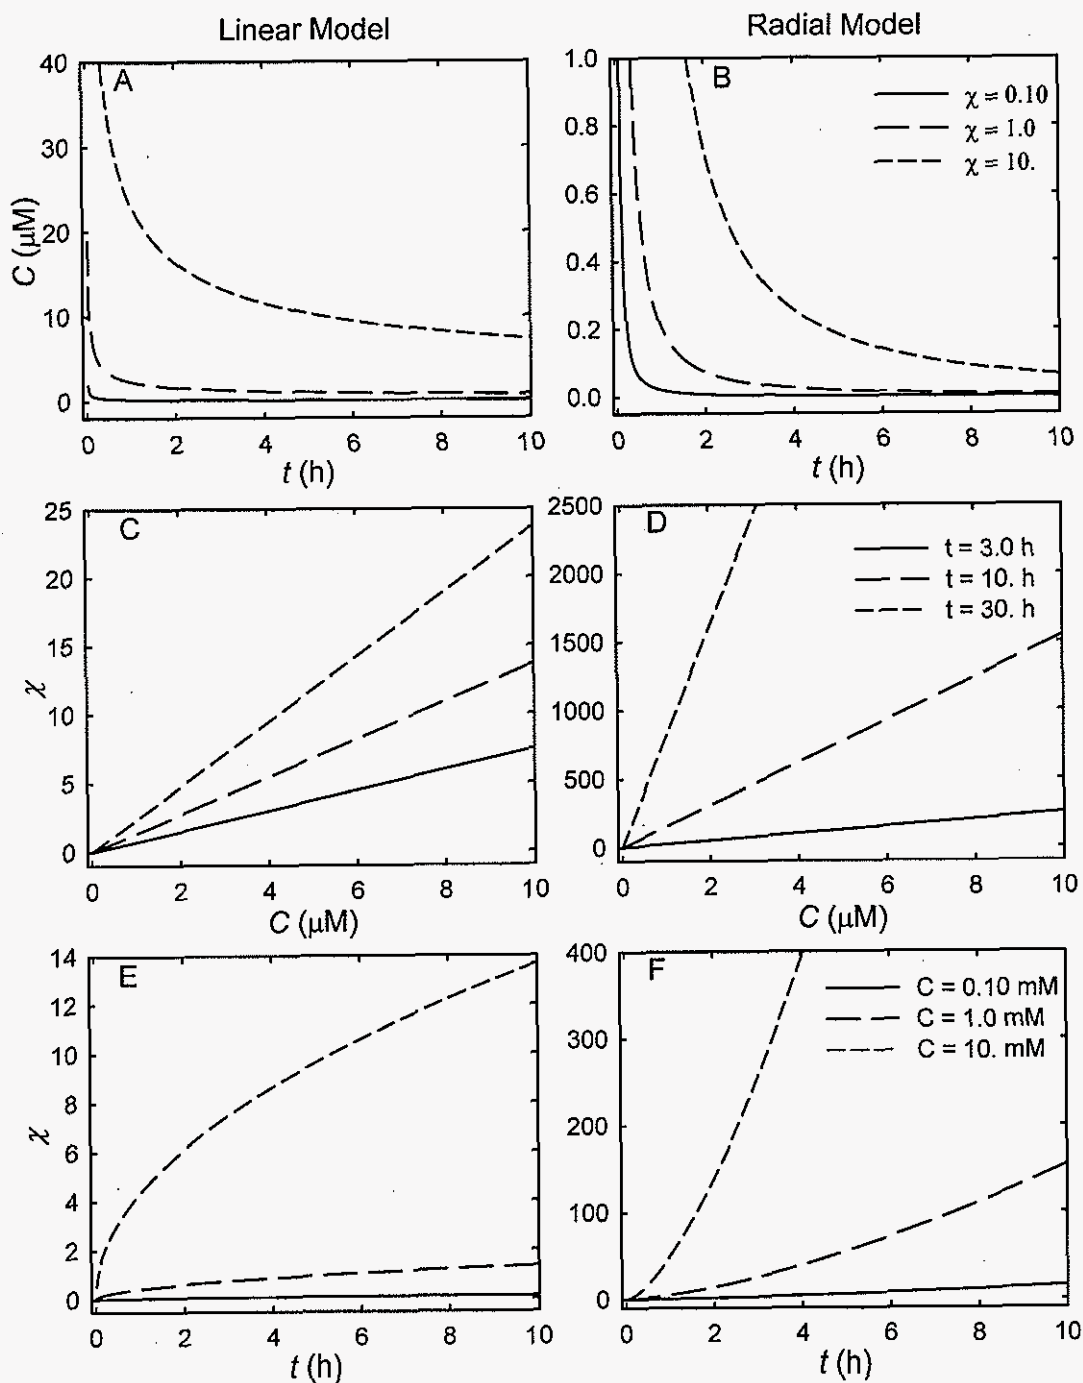 Linear Model
Radial Model
A
40
30
20
10
0
C (μM)
0 2 4 6 8 10
t (h)
B
1.0
0.8
0.6
0.4
0.2
0.0
χ = 0.10
χ = 1.0
χ = 10.
0 2 4 6 8 10
t (h)
C
25
20
15
10
5
0
χ
0 2 4 6 8 10
C (μM)
D
2500
2000
1500
1000
500
0
t = 3.0 h
t = 10. h
t = 30. h
0 2 4 6 8 10
C (μM)
E
14
12
10
8
6
4
2
0
χ
0 2 4 6 8 10
t (h)
F
400
300
200
100
0
C = 0.10 mM
C = 1.0 mM
C = 10. mM
0 2 4 6 8 10
t (h)